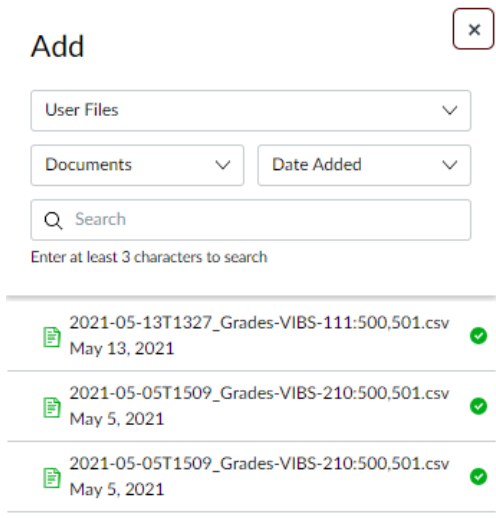 Add
User Files
Documents
Date Added
Search
Enter at least 3 characters to search
2021-05-13T1327_Grades-VIBS-111:500,501.csv
May 13, 2021
2021-05-05T1509_Grades-VIBS-210:500,501.csv
May 5, 2021
2021-05-05T1509_Grades-VIBS-210:500,501.csv
May 5, 2021